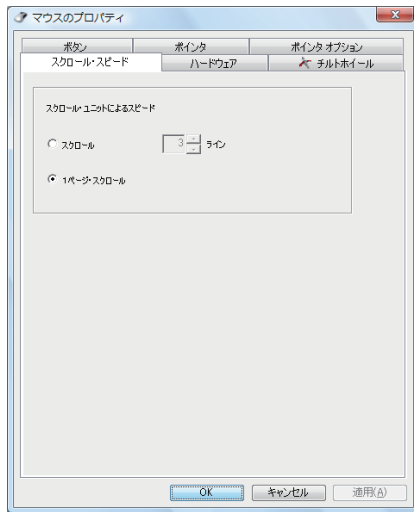 マウスのプロパティ
ボタン
ポインタ
ポインタ オプション
スクロール・スピード
ハードウェア
チルトホイール
スクロール・ユニットによるスピード
スクロール
3
ライン
1ページ・スクロール
OK
キャンセル
適用(A)